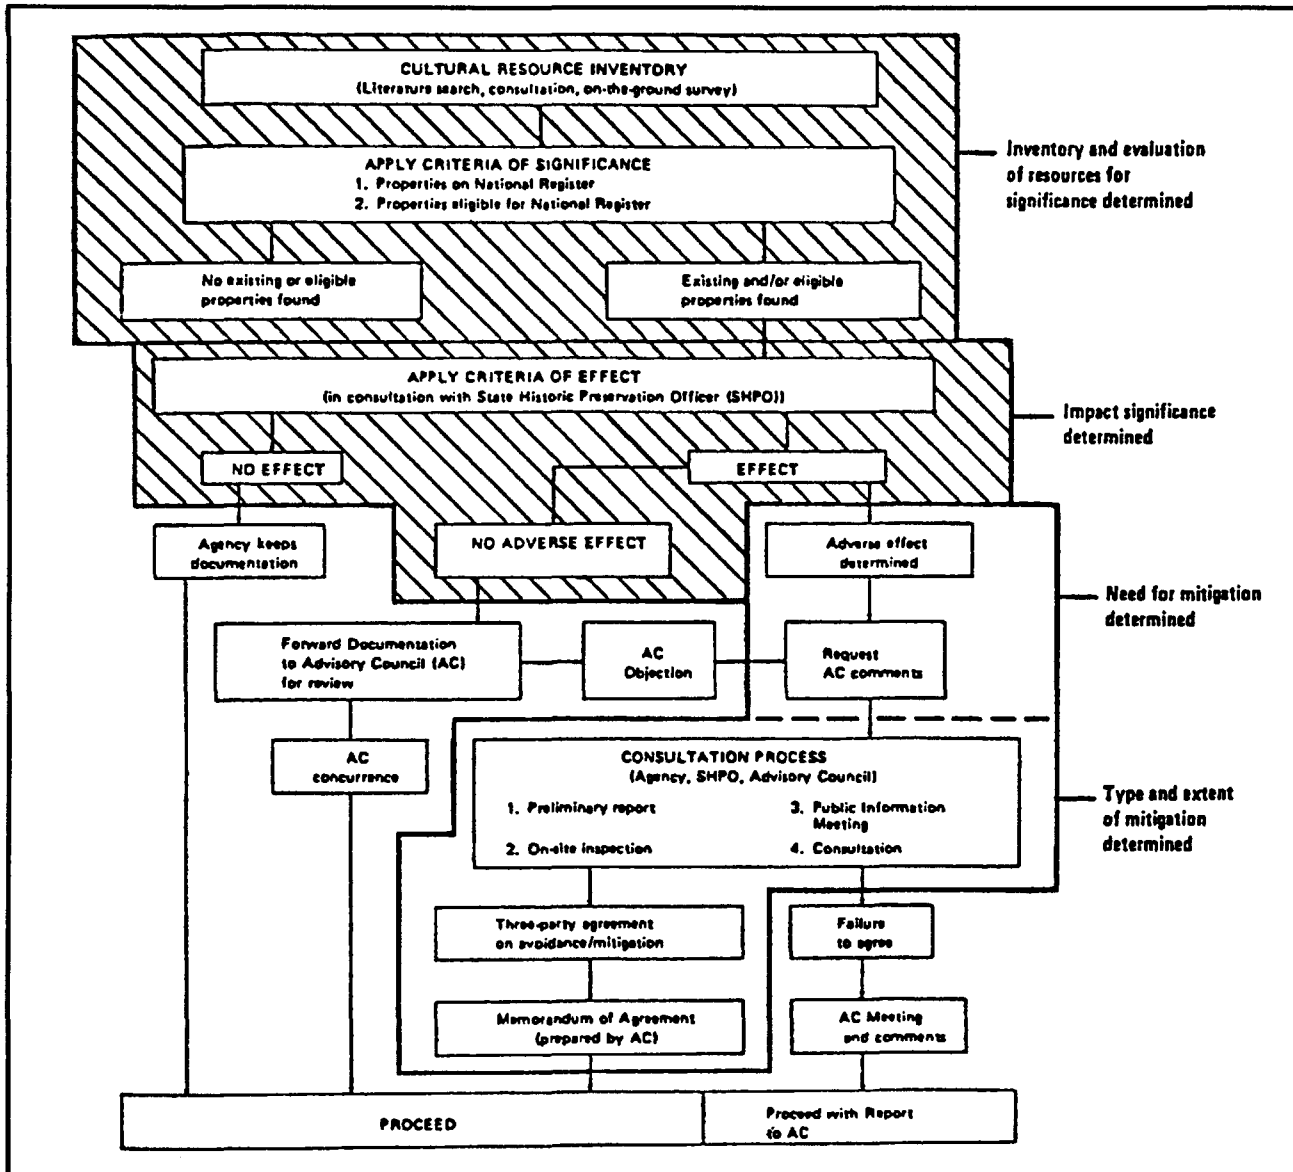 CULTURAL RESOURCE INVENTORY
(Literature search, consultation, on-the-ground survey)
APPLY CRITERIA OF SIGNIFICANCE
1. Properties on National Register
2. Properties eligible for National Register
Inventory and evaluation
of resources for
significance determined
No existing or eligible
properties found
Existing and/or eligible
properties found
APPLY CRITERIA OF EFFECT
(in consultation with State Historic Preservation Officer (SHPO))
Impact significance
determined
NO EFFECT
EFFECT
Agency keeps
documentation
NO ADVERSE EFFECT
Adverse effect
determined
Need for mitigation
determined
Forward Documentation
to Advisory Council (AC)
for review
AC
Objection
Request
AC comments
AC
concurrence
CONSULTATION PROCESS
(Agency, SHPO, Advisory Council)
1. Preliminary report
2. On-site inspection
3. Public Information
Meeting
4. Consultation
Type and extent
of mitigation
determined
Three-party agreement
on avoidance/mitigation
Failure
to agree
Memorandum of Agreement
(prepared by AC)
AC Meeting
and comments
PROCEED
Proceed with Report
to AC